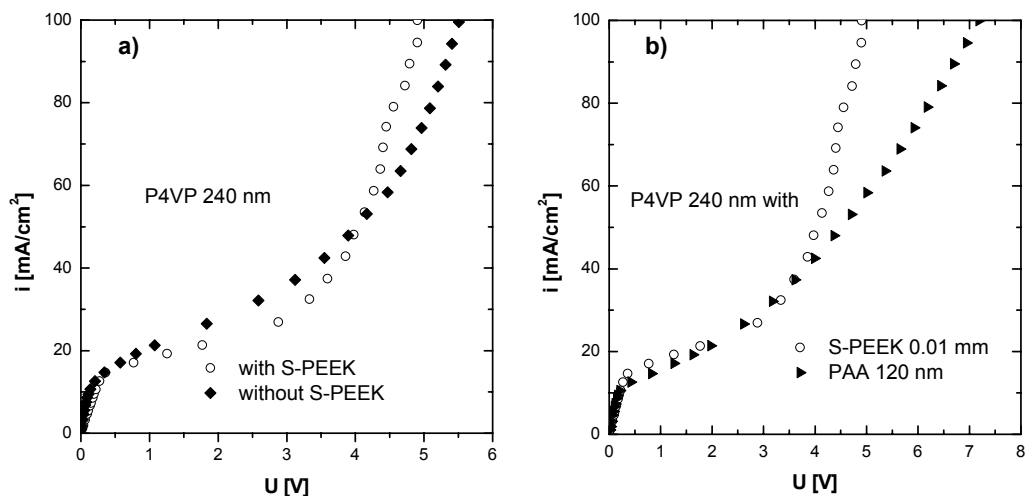 a)
100
80
60
40
20
0
i [mA/cm²]
P4VP 240 nm
with S-PEEK
without S-PEEK
0 1 2 3 4 5 6
U [V]
b)
100
80
60
40
20
0
i [mA/cm²]
P4VP 240 nm with
S-PEEK 0.01 mm
PAA 120 nm
0 1 2 3 4 5 6 7 8
U [V]